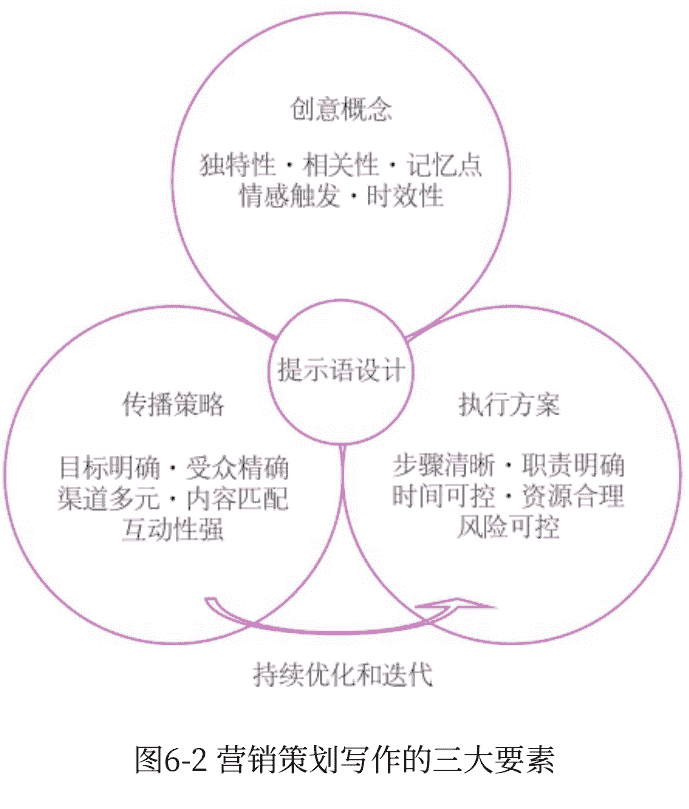 创意概念
独特性·相关性·记忆点
情感触发·时效性
提示语设计
传播策略
目标明确·受众精确
渠道多元·内容匹配
互动性强
执行方案
步骤清晰·职责明确
时间可控·资源合理
风险可控
持续优化和迭代
图6-2 营销策划写作的三大要素